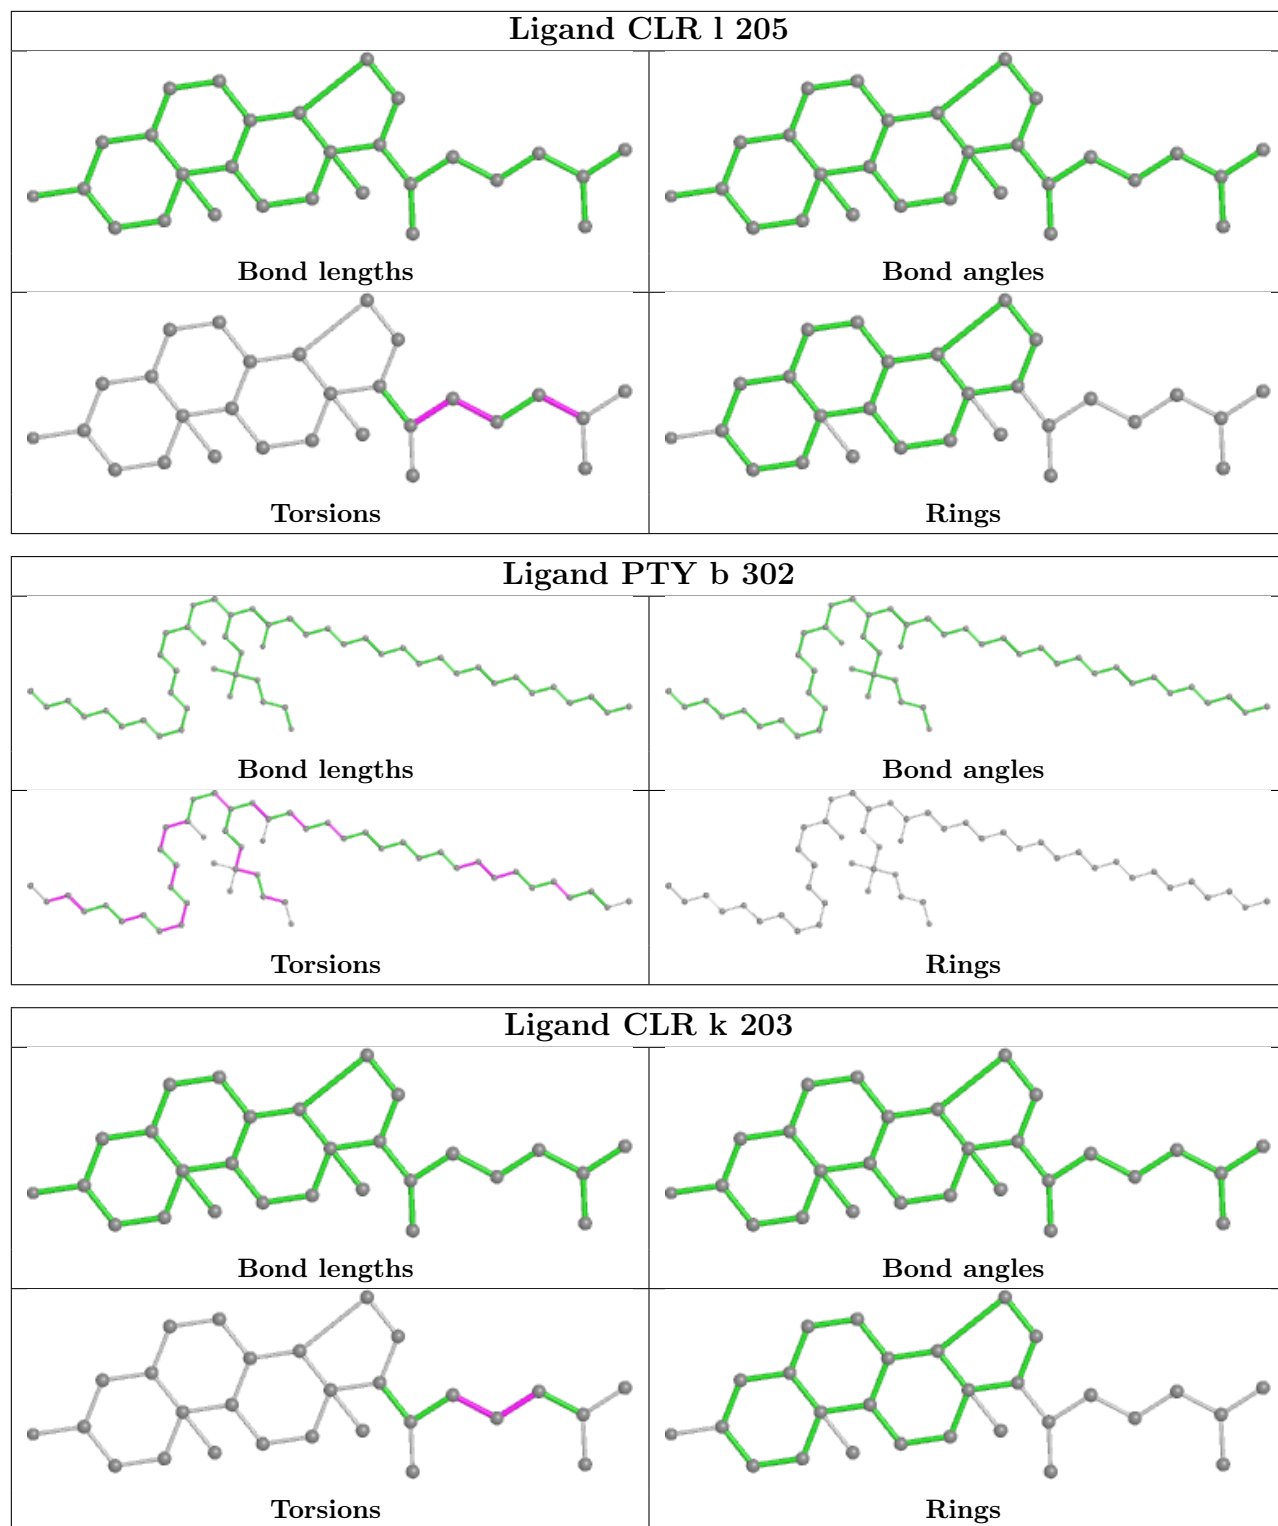 Ligand CLR l 205
Bond lengths
Bond angles
Torsions
Rings
Ligand PTY b 302
Bond lengths
Bond angles
Torsions
Rings
Ligand CLR k 203
Bond lengths
Bond angles
Torsions
Rings